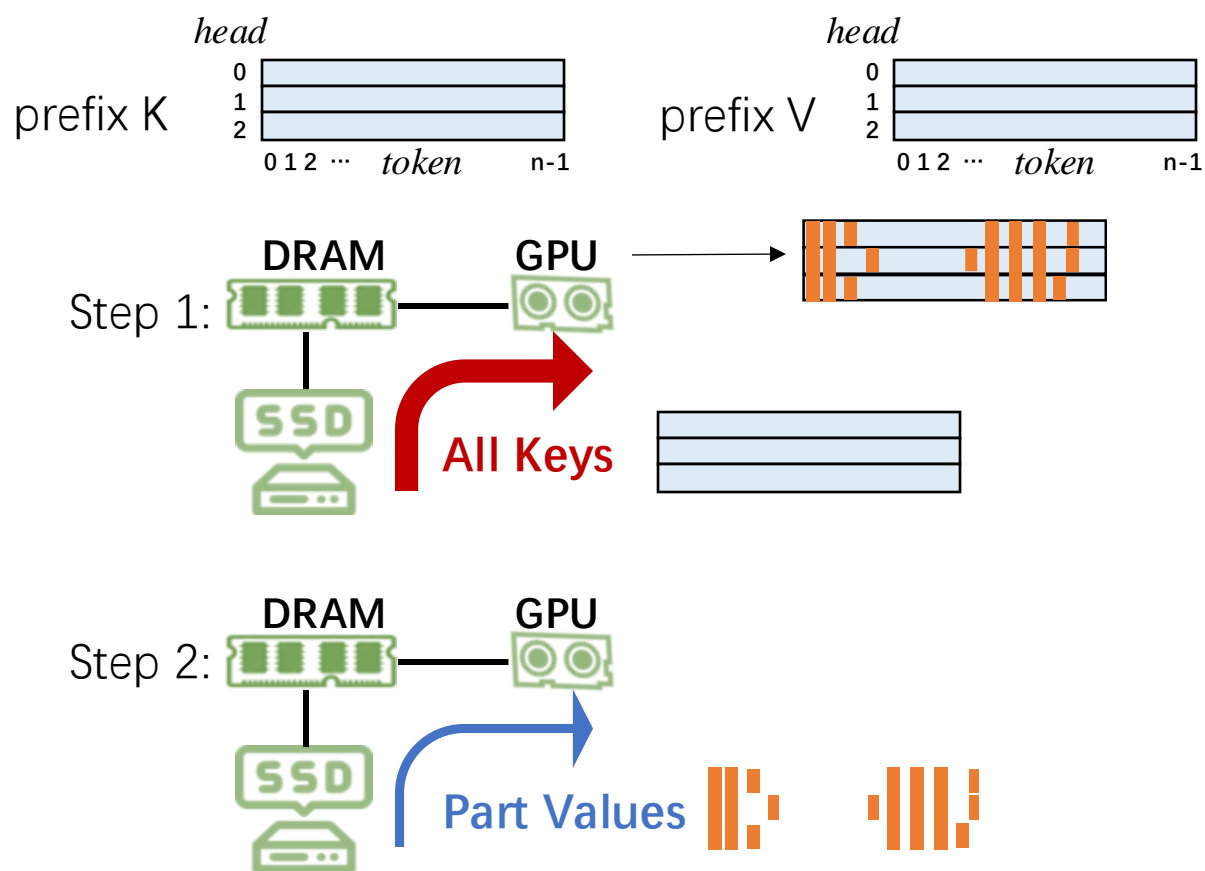 head
head
prefix K
0
1
2
0 1 2 ··· token n-1
prefix V
0
1
2
0 1 2 ··· token n-1
Step 1:
DRAM
GPU
SSD
All Keys
Step 2:
DRAM
GPU
SSD
Part Values